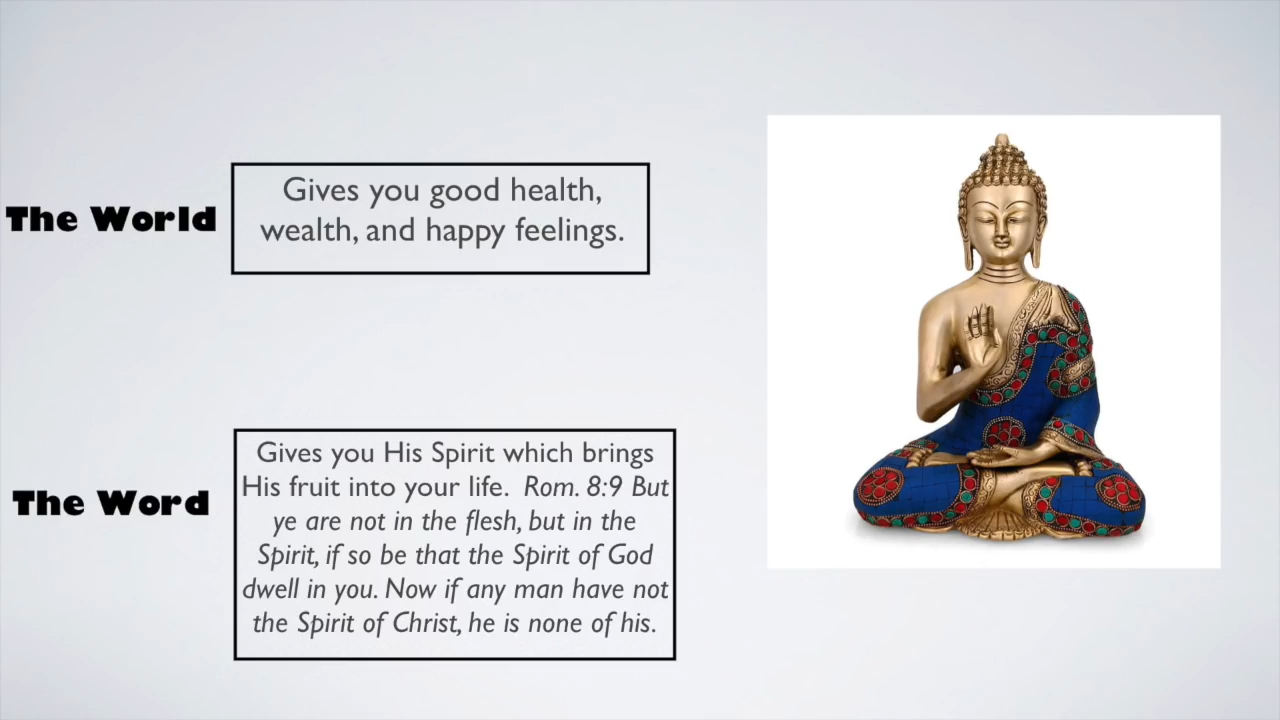 The World
Gives you good health,
wealth, and happy feelings.
The Word
Gives you His Spirit which brings
His fruit into your life. Rom. 8:9 But
ye are not in the flesh, but in the
Spirit, if so be that the Spirit of God
dwell in you. Now if any man have not
the Spirit of Christ, he is none of his.